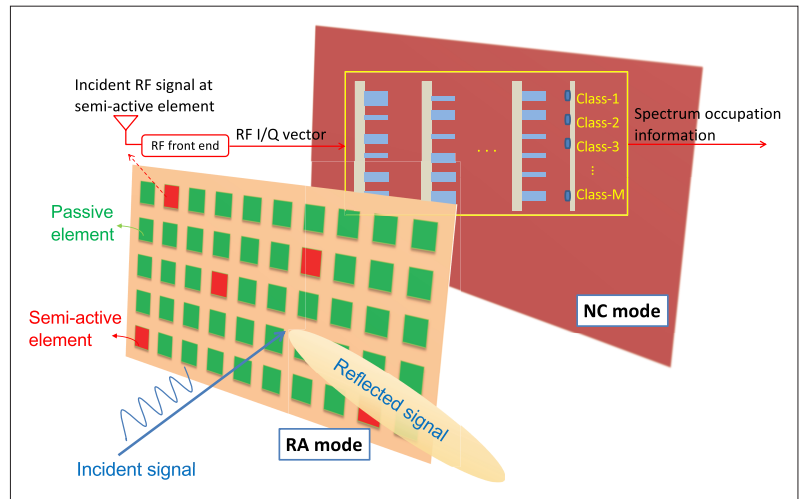 Incident RF signal at
semi-active element
RF front end
RF I/Q vector
Class-1
Class-2
Class-3
⋮
Class-M
. . .
Spectrum occupation
information
Passive
element
Semi-active
element
NC mode
Reflected signal
RA mode
Incident signal